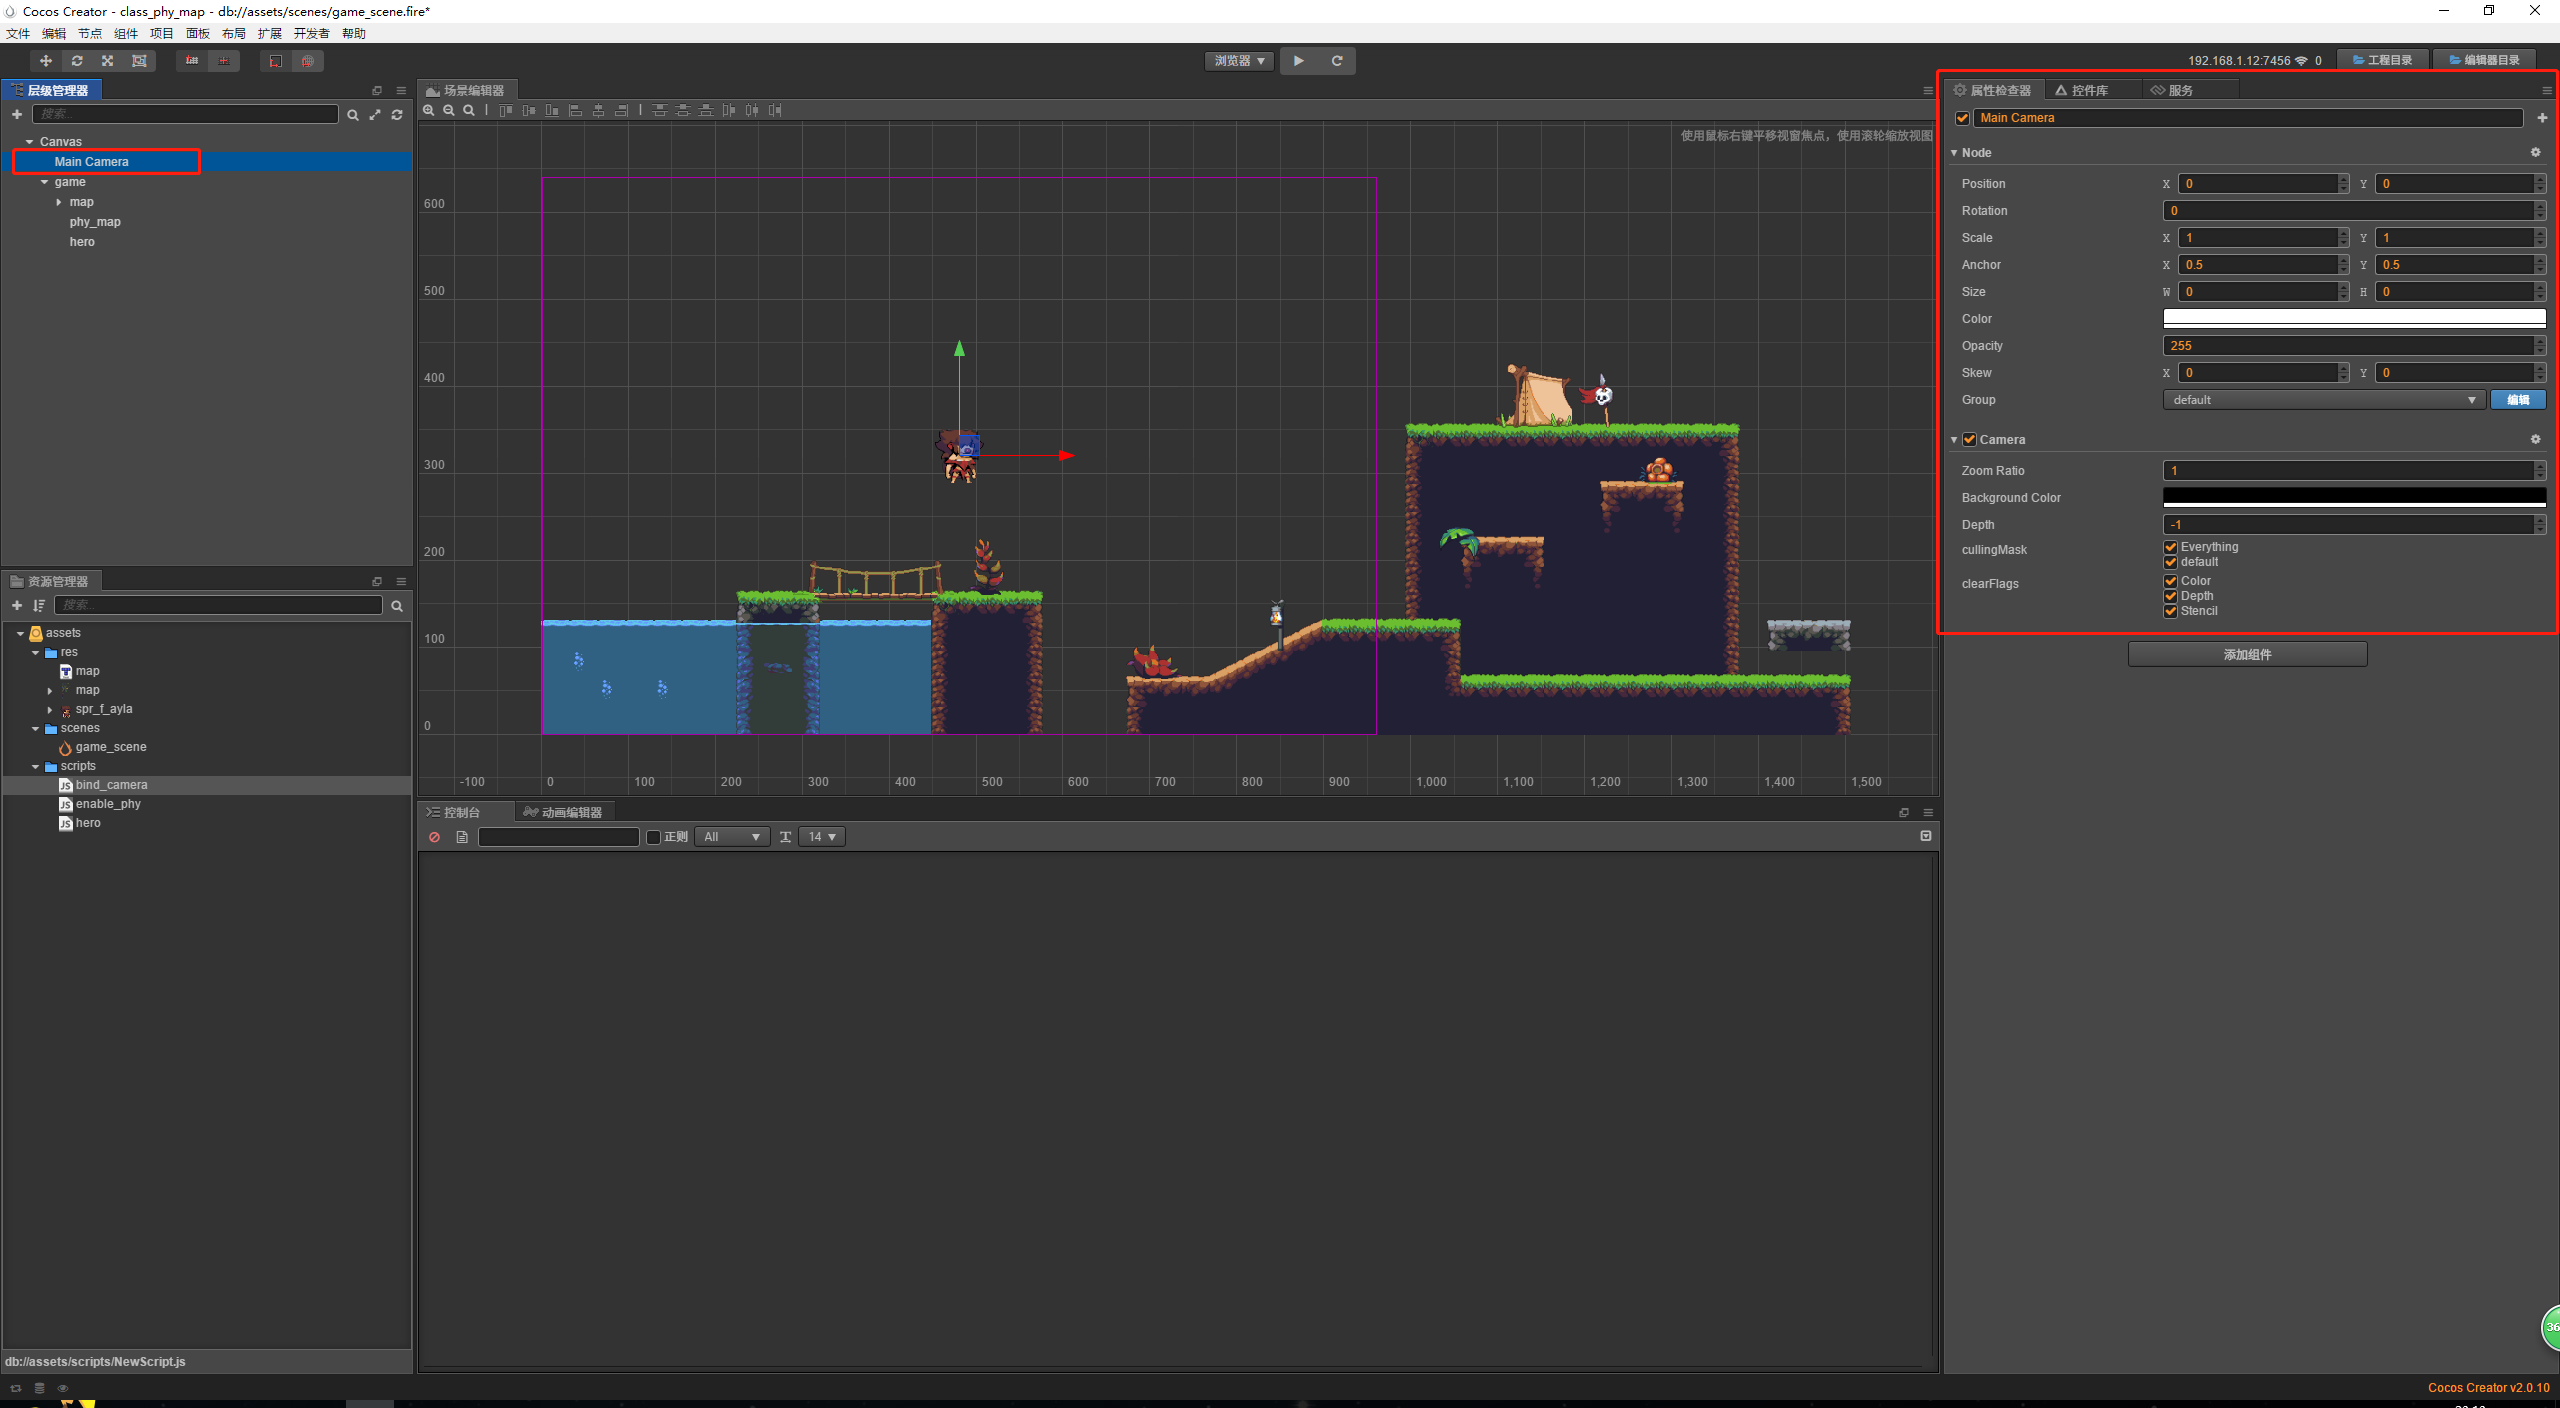 Cocos Creator - class_phy_map - db://assets/scenes/game_scene.fire*
文件 编辑 节点 组件 项目 面板 布局 扩展 开发者 帮助
浏览器
192.168.1.12:7456 0 工程目录 编辑器目录
层级管理器
搜索...
Canvas
Main Camera
game
map
phy_map
hero
资源管理器
搜索...
assets
res
map
map
spr_f_ayla
scenes
game_scene
scripts
bind_camera
enable_phy
hero
db://assets/scripts/NewScript.js
场景编辑器
使用鼠标右键平移视窗焦点，使用滚轮缩放视图
600
500
400
300
200
100
0
-100 0 100 200 300 400 500 600 700 800 900 1,000 1,100 1,200 1,300 1,400 1,500
控制台 动画编辑器
正则 All 14
属性检查器 控件库 服务
Main Camera
Node
Position X 0 Y 0
Rotation 0
Scale X 1 Y 1
Anchor X 0.5 Y 0.5
Size W 0 H 0
Color
Opacity 255
Skew X 0 Y 0
Group default 编辑
Camera
Zoom Ratio 1
Background Color
Depth -1
cullingMask Everything
default
clearFlags Color
Depth
Stencil
添加组件
36
Cocos Creator v2.0.10